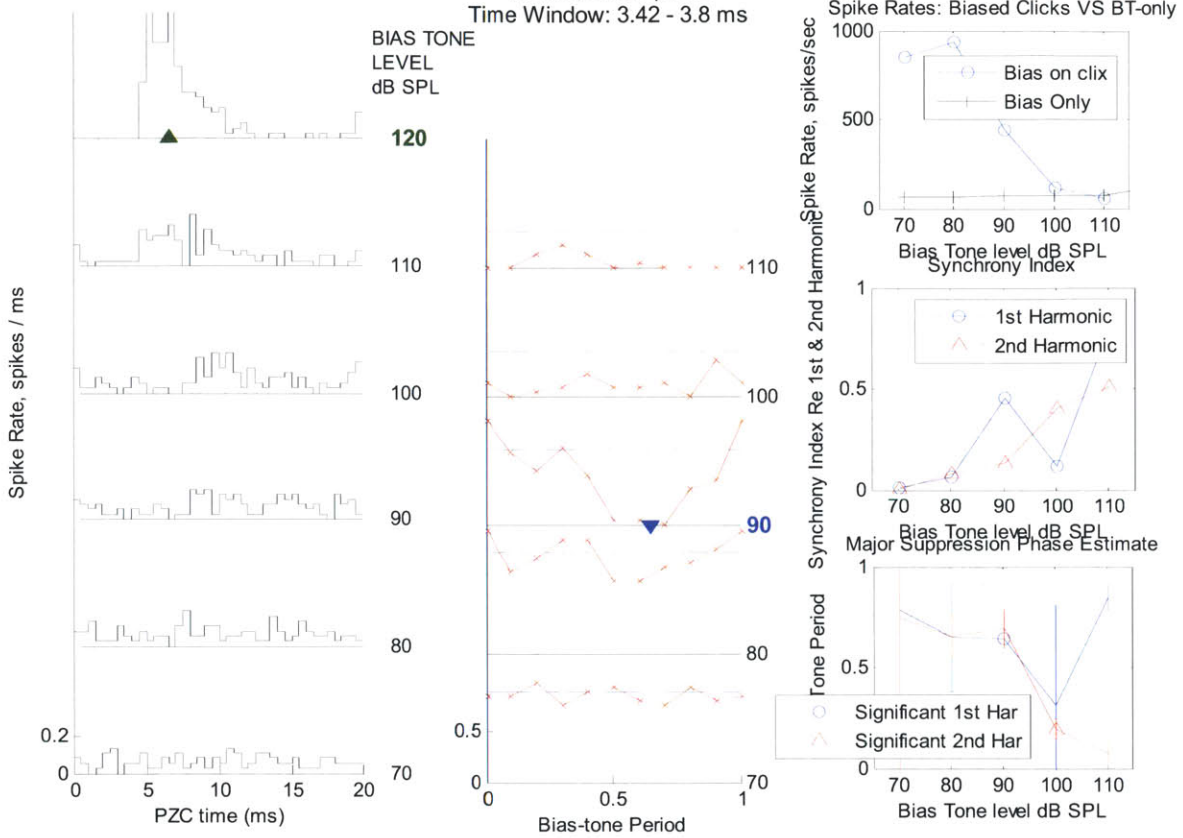 Time Window: 3.42 - 3.8 ms
BIAS TONE
LEVEL
dB SPL
120
110
100
90
80
70
Spike Rate, spikes / ms
0.2
0
0 5 10 15 20
PZC time (ms)
110
100
90
80
70
0.5
0
0 0.5 1
Bias-tone Period
Spike Rates: Biased Clicks VS BT-only
Spike Rate, spikes/sec
1000
500
0
Bias on clix
Bias Only
70 80 90 100 110
Bias Tone level dB SPL
Synchrony Index
Synchrony Index Re 1st & 2nd Harmonic
1
0.5
0
1st Harmonic
2nd Harmonic
70 80 90 100 110
Bias Tone level dB SPL
Major Suppression Phase Estimate
Tone Period
1
0.5
0
Significant 1st Har
Significant 2nd Har
70 80 90 100 110
Bias Tone level dB SPL